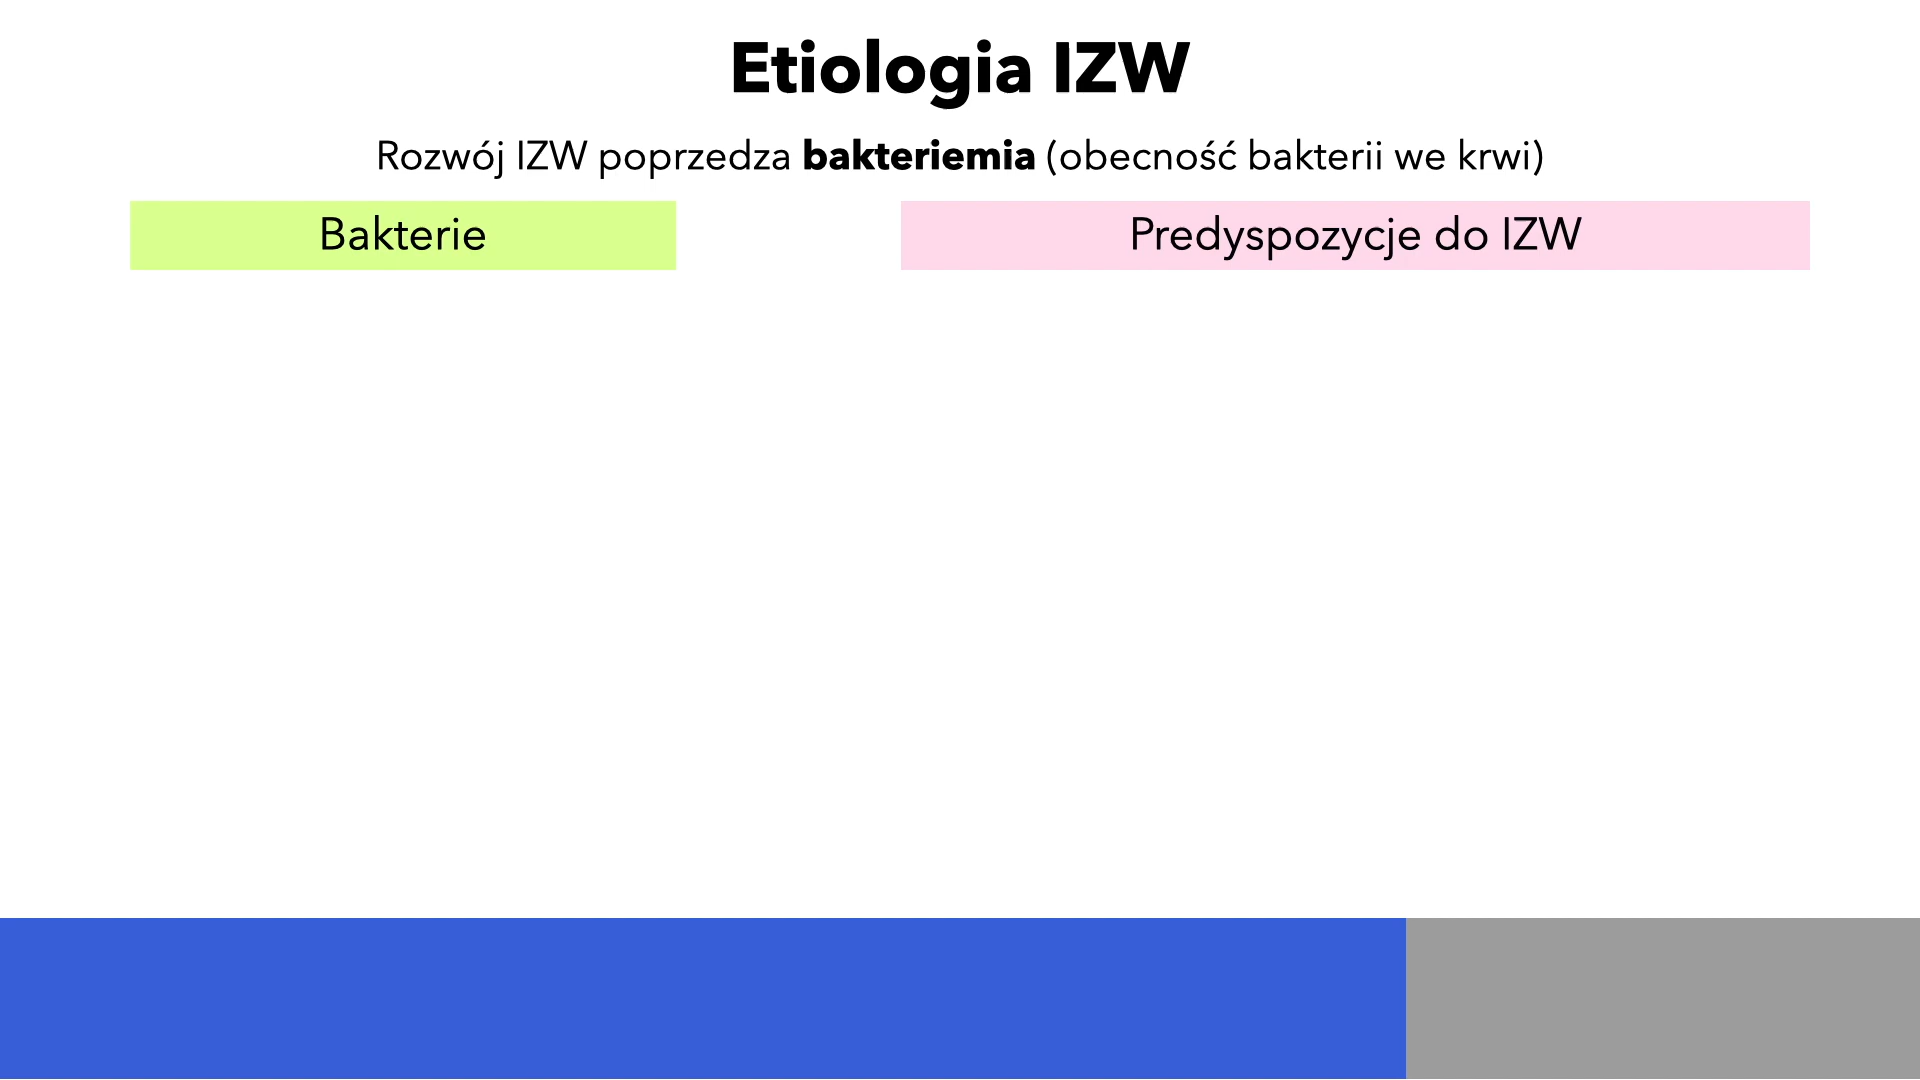 Etiologia IZW
Rozwój IZW poprzedza bakteriemia (obecność bakterii we krwi)
Bakterie
Predyspozycje do IZW